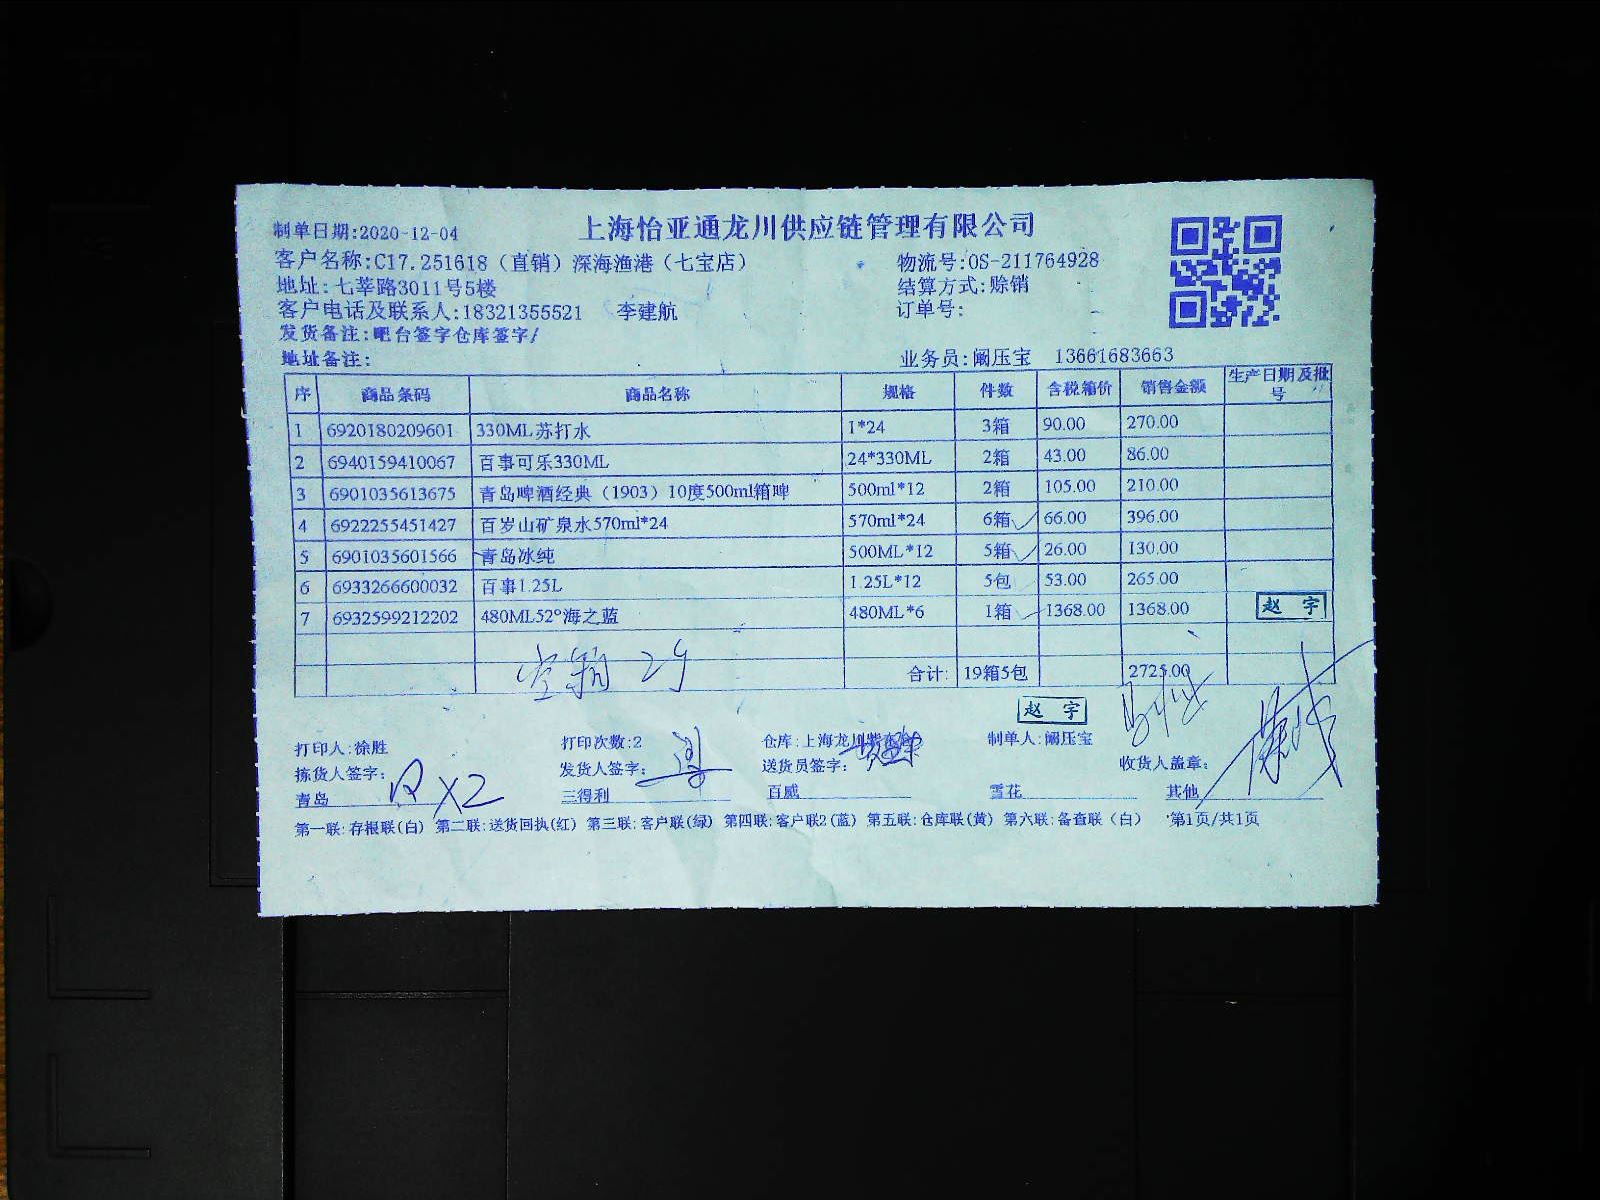 上海怡亚通龙川供应链管理有限公司
制单日期:2020-12-04
客户名称:C17.251618（直销）深海渔港（七宝店） 物流号:OS-211764928
地址:七莘路3011号5楼 结算方式:赊销
客户电话及联系人:18321355521 李建航 订单号:
发货备注:吧台签字仓库签字/
地址备注: 业务员:阚压宝 13661683663
序 商品条码 商品名称 规格 件数 含税箱价 销售金额 生产日期及批号
1 6920180209601 330ML苏打水 1*24 3箱 90.00 270.00
2 6940159410067 百事可乐330ML 24*330ML 2箱 43.00 86.00
3 6901035613675 青岛啤酒经典（1903）10度500ml箱啤 500ml*12 2箱 105.00 210.00
4 6922255451427 百岁山矿泉水570ml*24 570ml*24 6箱 66.00 396.00
5 6901035601566 青岛冰纯 500ML*12 5箱 26.00 130.00
6 6933266600032 百事1.25L 1.25L*12 5包 53.00 265.00
7 6932599212202 480ML52°海之蓝 480ML*6 1箱 1368.00 1368.00 赵宇
合计: 19箱5包 2725.00
赵宇
打印人:徐胜 打印次数:2 仓库:上海龙川 制单人:阚压宝
拣货人签字: 发货人签字: 送货员签字: 收货人盖章:
青岛 X2 三得利 百威 雪花 其他
第一联:存根联(白) 第二联:送货回执(红) 第三联:客户联(绿) 第四联:客户联2(蓝) 第五联:仓库联(黄) 第六联:备查联（白） 第1页/共1页